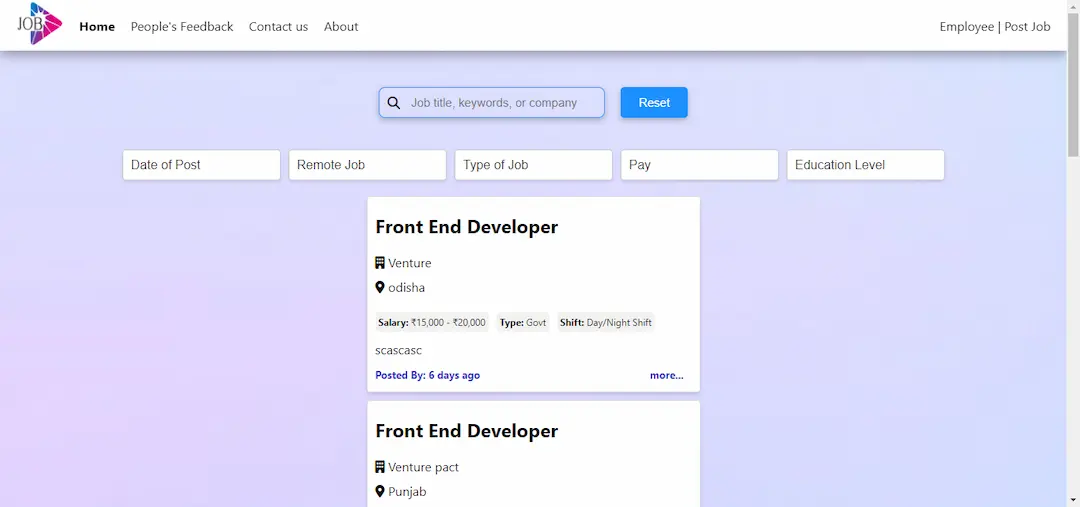 JOB Home People's Feedback Contact us About Employee | Post Job
Job title, keywords, or company Reset
Date of Post Remote Job Type of Job Pay Education Level
Front End Developer
Venture
odisha
Salary: ₹15,000 - ₹20,000 Type: Govt Shift: Day/Night Shift
scascasc
Posted By: 6 days ago more...
Front End Developer
Venture pact
Punjab